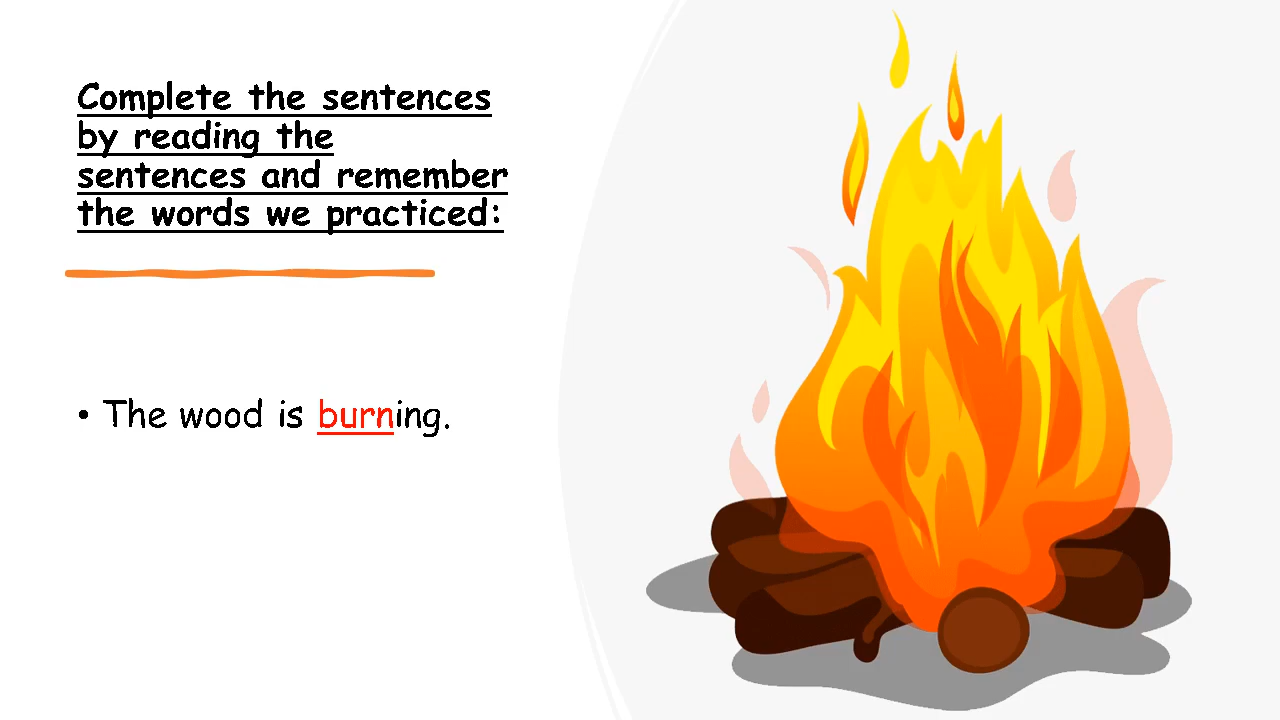 Complete the sentences
by reading the
sentences and remember
the words we practiced:
• The wood is burning.